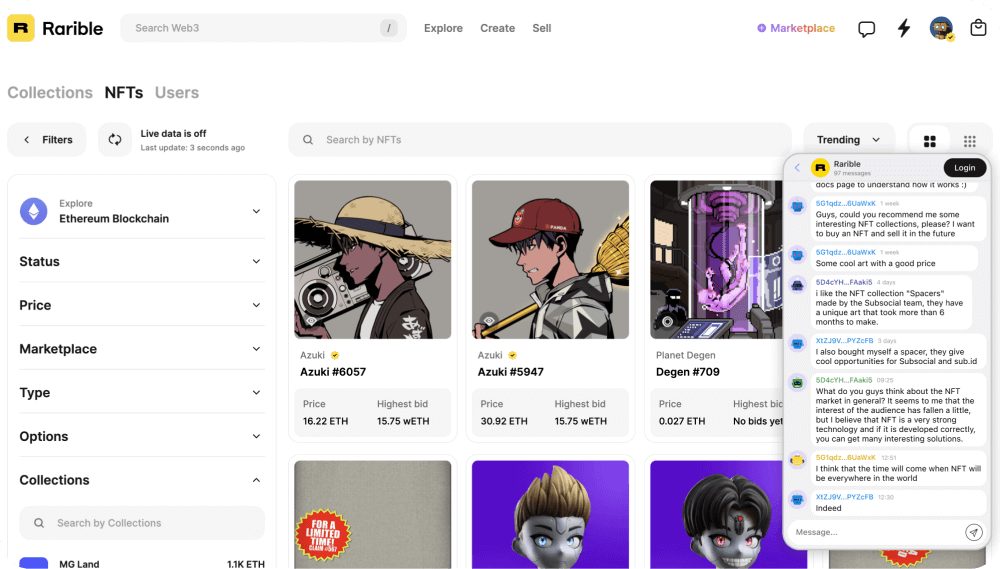 Rarible
Search Web3
/
Explore
Create
Sell
Marketplace
Collections NFTs Users
Filters
Live data is off
Last update: 3 seconds ago
Search by NFTs
Trending
Explore
Ethereum Blockchain
Status
Price
Marketplace
Type
Options
Collections
Search by Collections
MG Land 1.1K ETH
PANDA
Azuki
Azuki #6057
Price Highest bid
16.22 ETH 15.75 wETH
Azuki
Azuki #5947
Price Highest bid
30.92 ETH 15.75 wETH
Planet Degen
Degen #709
Price Highest bid
0.027 ETH No bids yet
FOR A
LIMITED
TIME!
CLAIM #567
Rarible
97 messages
Login
docs page to understand how it works :)
5G1qdz...6UaWxK 1 week
Guys, could you recommend me some
interesting NFT collections, please? I want
to buy an NFT and sell it in the future
5G1qdz...6UaWxK 1 week
Some cool art with a good price
5D4cYH...FAaki5 4 days
i like the NFT collection "Spacers"
made by the Subsocial team, they have
a unique art that took more than 6
months to make.
XtZJ9V...PYZcFB 3 days
I also bought myself a spacer, they give
cool opportunities for Subsocial and sub.id
5D4cYH...FAaki5 09:25
What do you guys think about the NFT
market in general? It seems to me that the
interest of the audience has fallen a little,
but I believe that NFT is a very strong
technology and if it is developed correctly,
you can get many interesting solutions.
5G1qdz...6UaWxK 12:51
I think that the time will come when NFT will
be everywhere in the world
XtZJ9V...PYZcFB 12:30
Indeed
Message...
LIMITED
TIME!